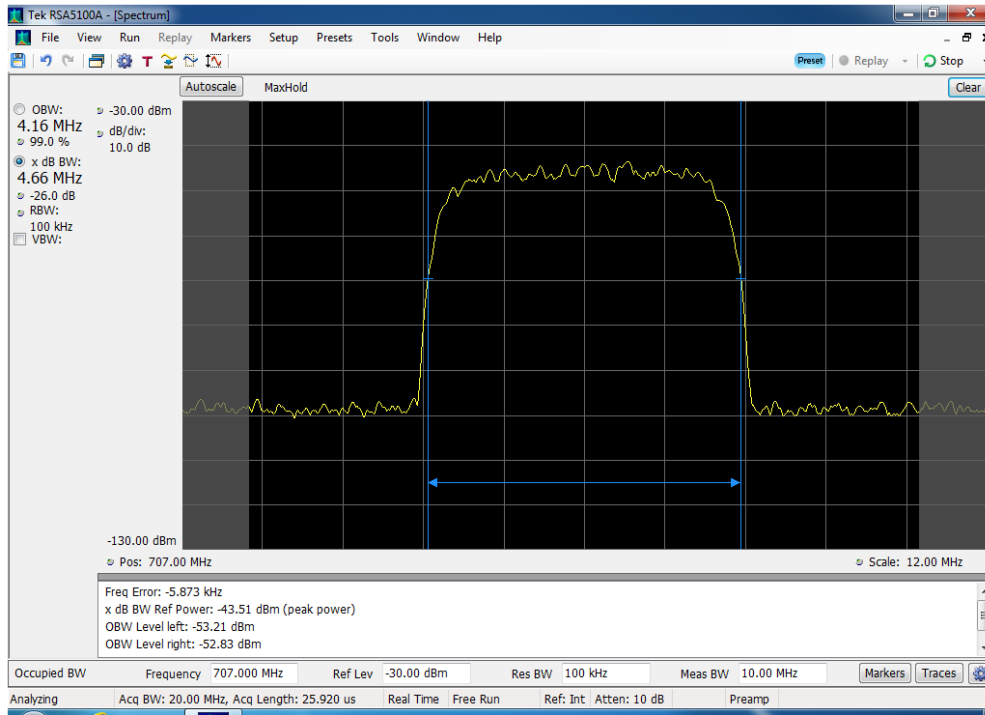 Tek RSA5100A - [Spectrum]
File View Run Replay Markers Setup Presets Tools Window Help
T Preset Replay Stop
Autoscale MaxHold Clear
OBW:
4.16 MHz
99.0 %
x dB BW:
4.66 MHz
-26.0 dB
RBW:
100 kHz
VBW:
-30.00 dBm
dB/div:
10.0 dB
-130.00 dBm
Pos: 707.00 MHz Scale: 12.00 MHz
Freq Error: -5.873 kHz
x dB BW Ref Power: -43.51 dBm (peak power)
OBW Level left: -53.21 dBm
OBW Level right: -52.83 dBm
Occupied BW Frequency 707.000 MHz Ref Lev -30.00 dBm Res BW 100 kHz Meas BW 10.00 MHz Markers Traces
Analyzing Acq BW: 20.00 MHz, Acq Length: 25.920 us Real Time Free Run Ref: Int Atten: 10 dB Preamp